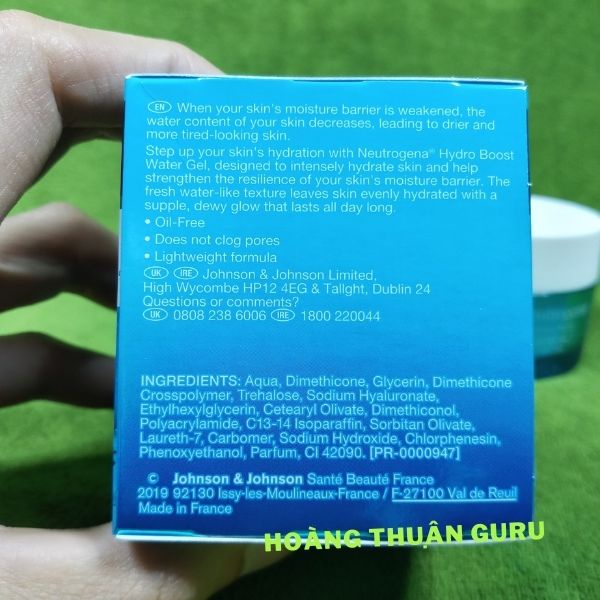 EN When your skin's moisture barrier is weakened, the
water content of your skin decreases, leading to drier and
more tired-looking skin.
Step up your skin's hydration with Neutrogena® Hydro Boost
Water Gel, designed to intensely hydrate skin and help
strengthen the resilience of your skin's moisture barrier. The
fresh water-like texture leaves skin evenly hydrated with a
supple, dewy glow that lasts all day long.
• Oil-Free
• Does not clog pores
• Lightweight formula
UK IRE Johnson & Johnson Limited,
High Wycombe HP12 4EG & Tallght, Dublin 24
Questions or comments?
UK 0808 238 6006 IRE 1800 220044
INGREDIENTS: Aqua, Dimethicone, Glycerin, Dimethicone
Crosspolymer, Trehalose, Sodium Hyaluronate,
Ethylhexylglycerin, Cetearyl Olivate, Dimethiconol,
Polyacrylamide, C13-14 Isoparaffin, Sorbitan Olivate,
Laureth-7, Carbomer, Sodium Hydroxide, Chlorphenesin,
Phenoxyethanol, Parfum, CI 42090. [PR-0000947]
© Johnson & Johnson Santé Beauté France
2019 92130 Issy-les-Moulineaux-France / F-27100 Val de Reuil
Made in France
HOÀNG THUẬN GURU